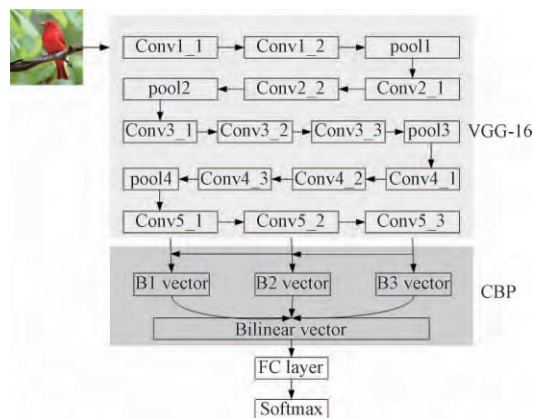 Conv1_1 Conv1_2 pool1
pool2 Conv2_2 Conv2_1
Conv3_1 Conv3_2 Conv3_3 pool3 VGG-16
pool4 Conv4_3 Conv4_2 Conv4_1
Conv5_1 Conv5_2 Conv5_3
B1 vector B2 vector B3 vector CBP
Bilinear vector
FC layer
Softmax